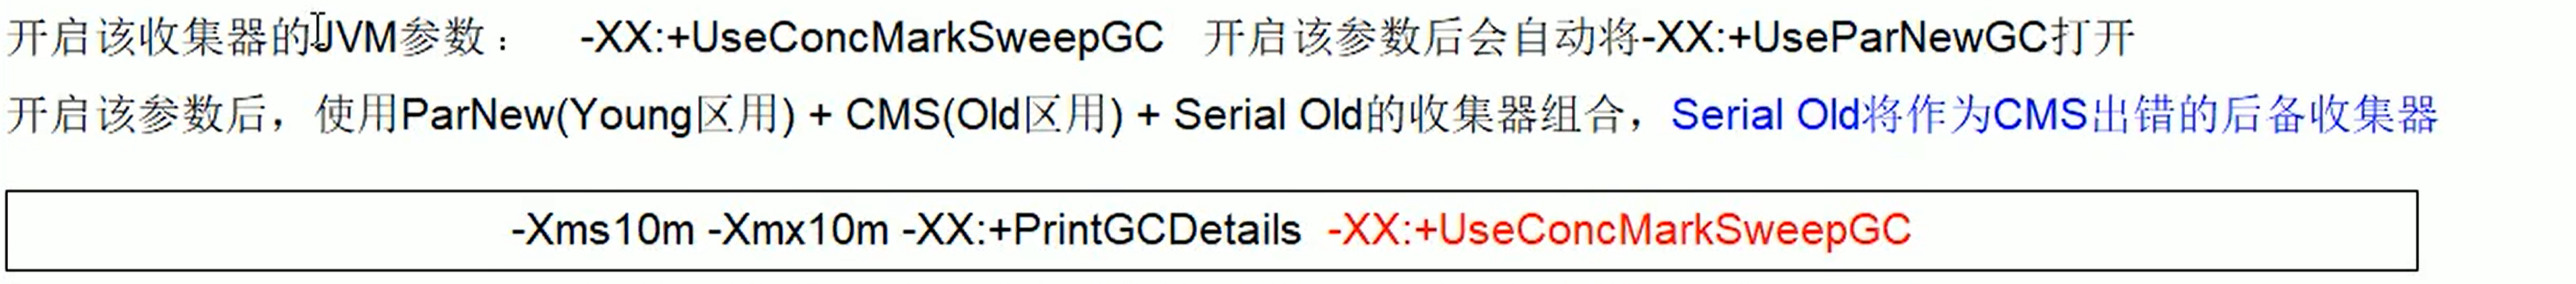 开启该收集器的JVM参数： -XX:+UseConcMarkSweepGC 开启该参数后会自动将-XX:+UseParNewGC打开
开启该参数后，使用ParNew(Young区用) + CMS(Old区用) + Serial Old的收集器组合，Serial Old将作为CMS出错的后备收集器
-Xms10m -Xmx10m -XX:+PrintGCDetails -XX:+UseConcMarkSweepGC